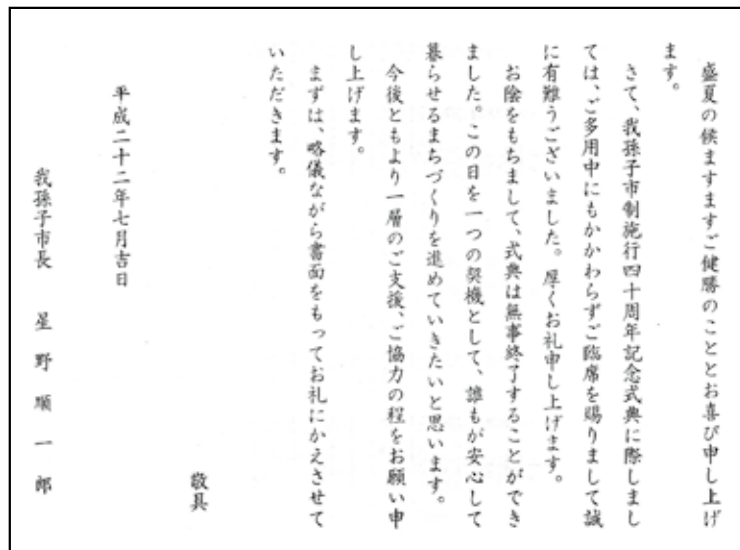 盛夏の候ますますご健勝のこととお喜び申し上げ
ます。
さて、我孫子市制施行四十周年記念式典に際しまし
ては、ご多用中にもかかわらずご臨席を賜りまして誠
に有難うございました。厚くお礼申し上げます。
お陰をもちまして、式典は無事終了することができ
ました。この日を一つの契機として、誰もが安心して
暮らせるまちづくりを進めていきたいと思います。
今後ともより一層のご支援、ご協力の程をお願い申
し上げます。
まずは、略儀ながら書面をもってお礼にかえさせて
いただきます。
敬具
平成二十二年七月吉日
我孫子市長 星野順一郎